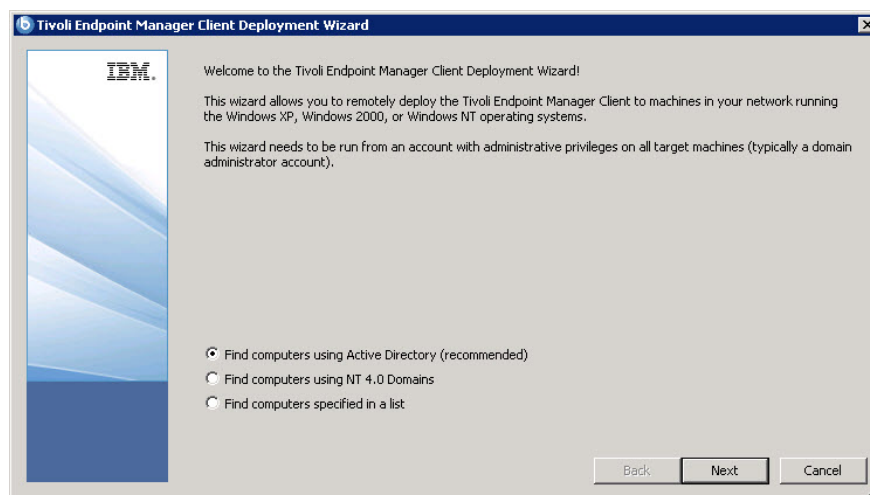 Tivoli Endpoint Manager Client Deployment Wizard
IBM.
Welcome to the Tivoli Endpoint Manager Client Deployment Wizard!
This wizard allows you to remotely deploy the Tivoli Endpoint Manager Client to machines in your network running
the Windows XP, Windows 2000, or Windows NT operating systems.
This wizard needs to be run from an account with administrative privileges on all target machines (typically a domain
administrator account).
Find computers using Active Directory (recommended)
Find computers using NT 4.0 Domains
Find computers specified in a list
Back
Next
Cancel